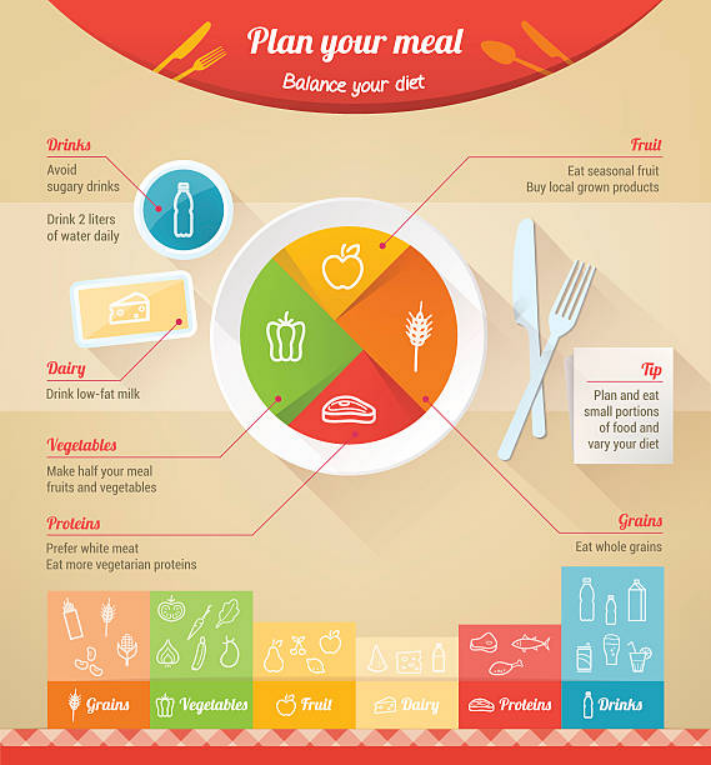 Plan your meal
Balance your diet
Drinks
Avoid
sugary drinks
Drink 2 liters
of water daily
Fruit
Eat seasonal fruit
Buy local grown products
Dairy
Drink low-fat milk
Tip
Plan and eat
small portions
of food and
vary your diet
Vegetables
Make half your meal
fruits and vegetables
Proteins
Prefer white meat
Eat more vegetarian proteins
Grains
Eat whole grains
Grains
Vegetables
Fruit
Dairy
Proteins
Drinks